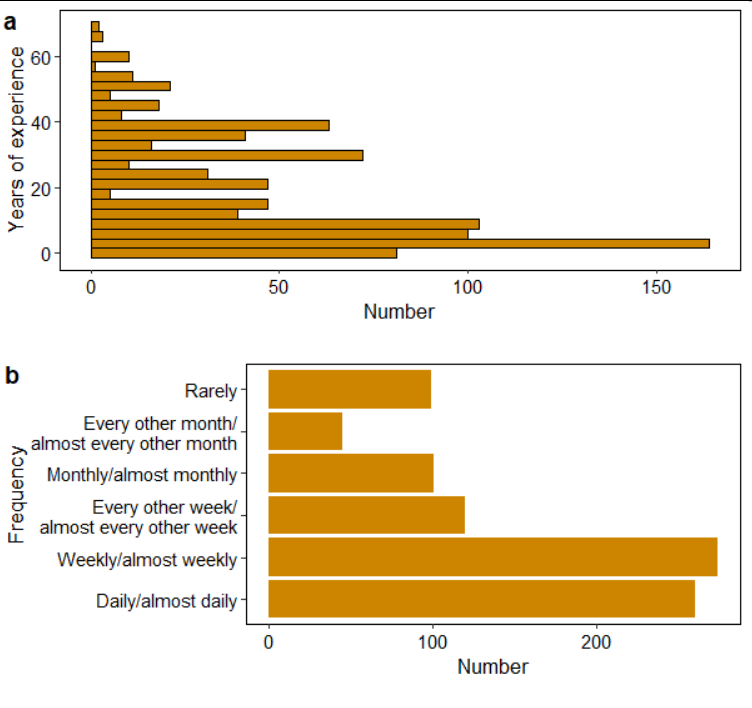 a
Years of experience
60
40
20
0
0 50 100 150
Number
b
Frequency
Rarely
Every other month/
almost every other month
Monthly/almost monthly
Every other week/
almost every other week
Weekly/almost weekly
Daily/almost daily
0 100 200
Number